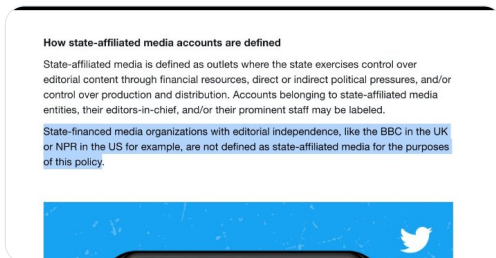 How state-affiliated media accounts are defined
State-affiliated media is defined as outlets where the state exercises control over
editorial content through financial resources, direct or indirect political pressures, and/or
control over production and distribution. Accounts belonging to state-affiliated media
entities, their editors-in-chief, and/or their prominent staff may be labeled.
State-financed media organizations with editorial independence, like the BBC in the UK
or NPR in the US for example, are not defined as state-affiliated media for the purposes
of this policy.